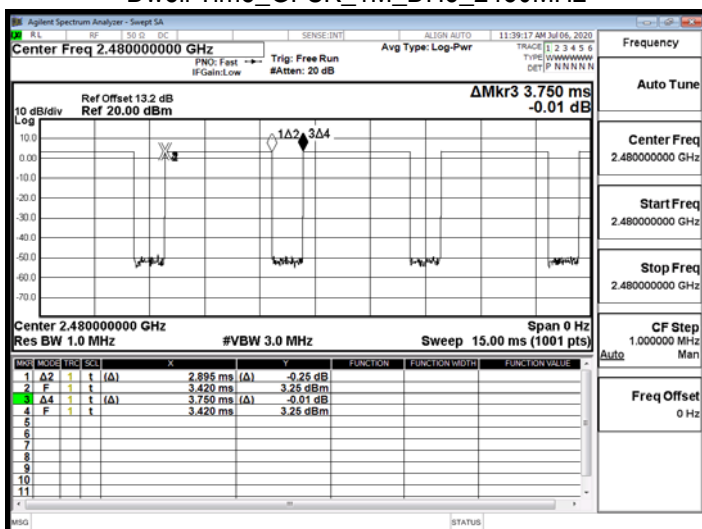 Agilent Spectrum Analyzer - Swept SA
RL RF 50 Ω DC SENSE:INT ALIGN AUTO 11:39:17 AM Jul 06, 2020
Center Freq 2.480000000 GHz
PNO: Fast
IFGain:Low
Trig: Free Run
#Atten: 20 dB
Avg Type: Log-Pwr
TRACE 1 2 3 4 5 6
TYPE WWWWWW
DET P N N N N N
Ref Offset 13.2 dB
Ref 20.00 dBm
10 dB/div
Log
ΔMkr3 3.750 ms
-0.01 dB
10.0
0.00
-10.0
-20.0
-30.0
-40.0
-50.0
-60.0
-70.0
1Δ2 3Δ4
Center 2.480000000 GHz Span 0 Hz
Res BW 1.0 MHz #VBW 3.0 MHz Sweep 15.00 ms (1001 pts)
MKR MODE TRC SCL X Y FUNCTION FUNCTION WIDTH FUNCTION VALUE
1 Δ2 1 t (Δ) 2.895 ms (Δ) -0.25 dB
2 F 1 t 3.420 ms 3.25 dBm
3 Δ4 1 t (Δ) 3.750 ms (Δ) -0.01 dB
4 F 1 t 3.420 ms 3.25 dBm
5
6
7
8
9
10
11
MSG STATUS
Frequency
Auto Tune
Center Freq
2.480000000 GHz
Start Freq
2.480000000 GHz
Stop Freq
2.480000000 GHz
CF Step
1.000000 MHz
Auto Man
Freq Offset
0 Hz